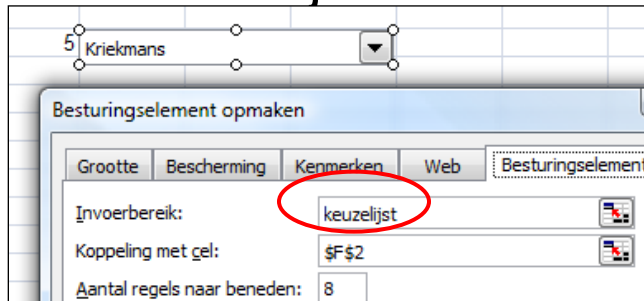 5 Kriekmans
Besturingselement opmaken
Grootte Bescherming Kenmerken Web Besturingselement
Invoerbereik: keuzelijst
Koppeling met cel: $F$2
Aantal regels naar beneden: 8